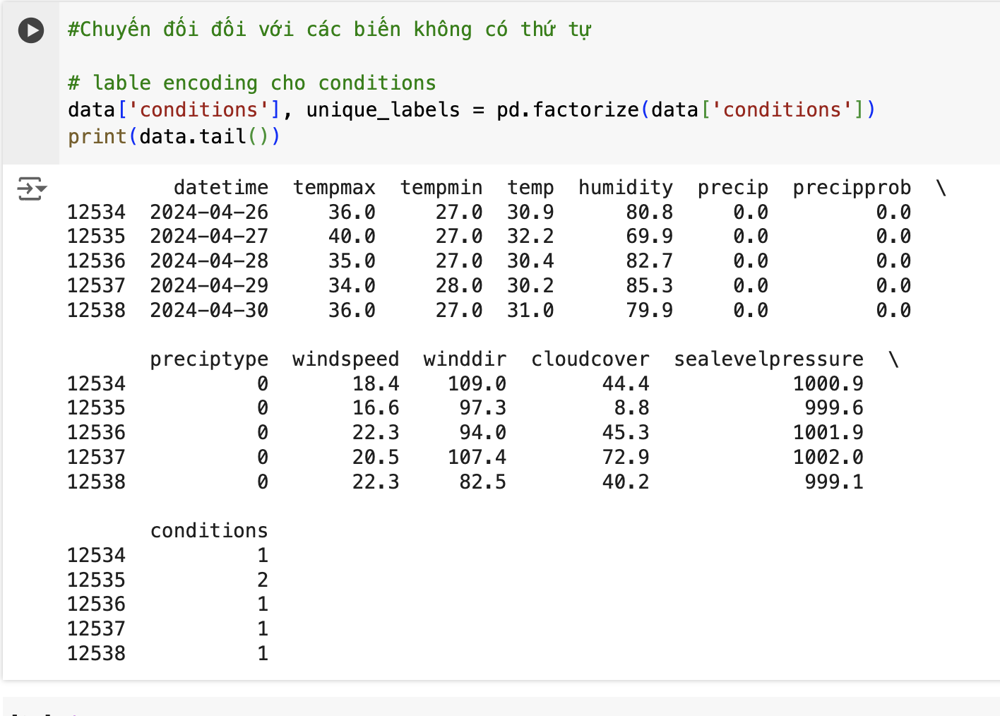 #Chuyển đổi đối với các biến không có thứ tự
# lable encoding cho conditions
data['conditions'], unique_labels = pd.factorize(data['conditions'])
print(data.tail())
datetime tempmax tempmin temp humidity precip precipprob \
12534 2024-04-26 36.0 27.0 30.9 80.8 0.0 0.0
12535 2024-04-27 40.0 27.0 32.2 69.9 0.0 0.0
12536 2024-04-28 35.0 27.0 30.4 82.7 0.0 0.0
12537 2024-04-29 34.0 28.0 30.2 85.3 0.0 0.0
12538 2024-04-30 36.0 27.0 31.0 79.9 0.0 0.0
preciptype windspeed winddir cloudcover sealevelpressure \
12534 0 18.4 109.0 44.4 1000.9
12535 0 16.6 97.3 8.8 999.6
12536 0 22.3 94.0 45.3 1001.9
12537 0 20.5 107.4 72.9 1002.0
12538 0 22.3 82.5 40.2 999.1
conditions
12534 1
12535 2
12536 1
12537 1
12538 1